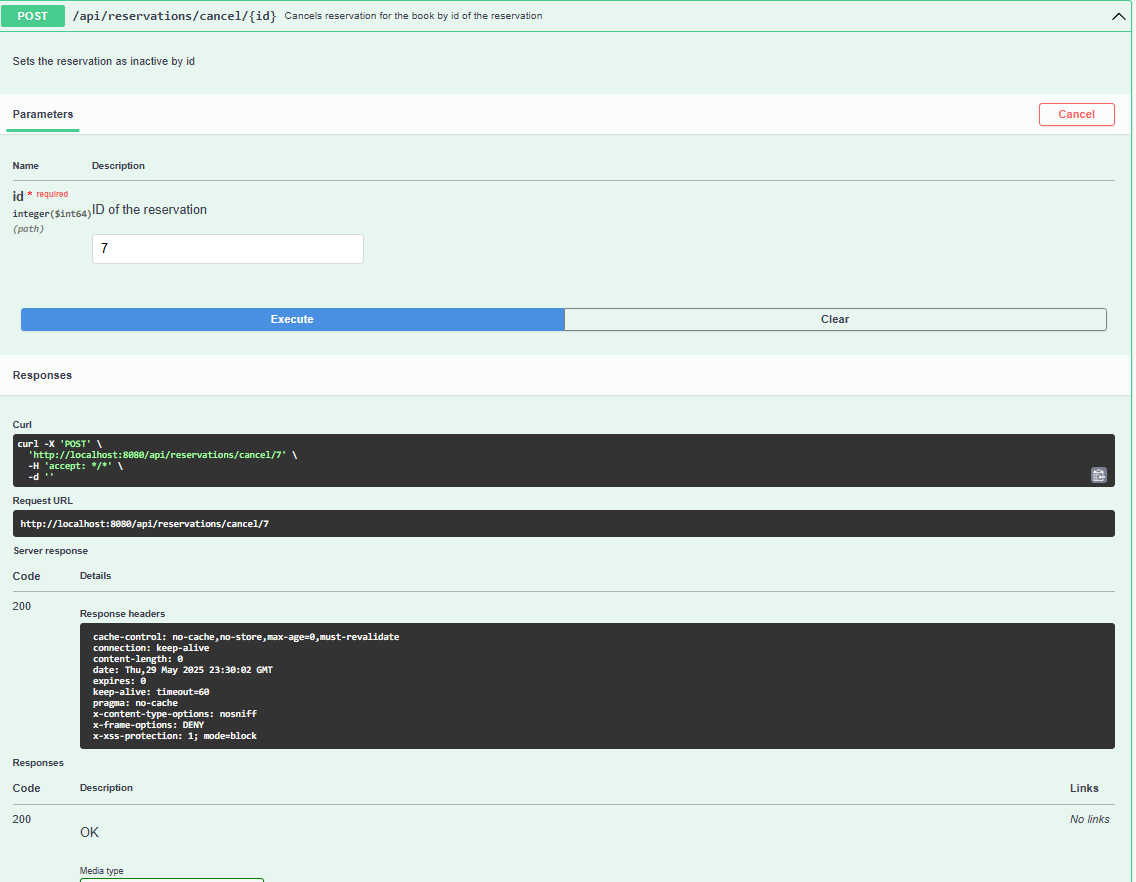 POST /api/reservations/cancel/{id} Cancels reservation for the book by id of the reservation
Sets the reservation as inactive by id
Parameters
Cancel
Name Description
id * required
integer($int64)
(path)
ID of the reservation
7
Execute Clear
Responses
Curl
curl -X 'POST' \
  'http://localhost:8080/api/reservations/cancel/7' \
  -H 'accept: */*' \
  -d ''
Request URL
http://localhost:8080/api/reservations/cancel/7
Server response
Code Details
200
Response headers
cache-control: no-cache,no-store,max-age=0,must-revalidate
connection: keep-alive
content-length: 0
date: Thu,29 May 2025 23:30:02 GMT
expires: 0
keep-alive: timeout=60
pragma: no-cache
x-content-type-options: nosniff
x-frame-options: DENY
x-xss-protection: 1; mode=block
Responses
Code Description Links
200 No links
OK
Media type